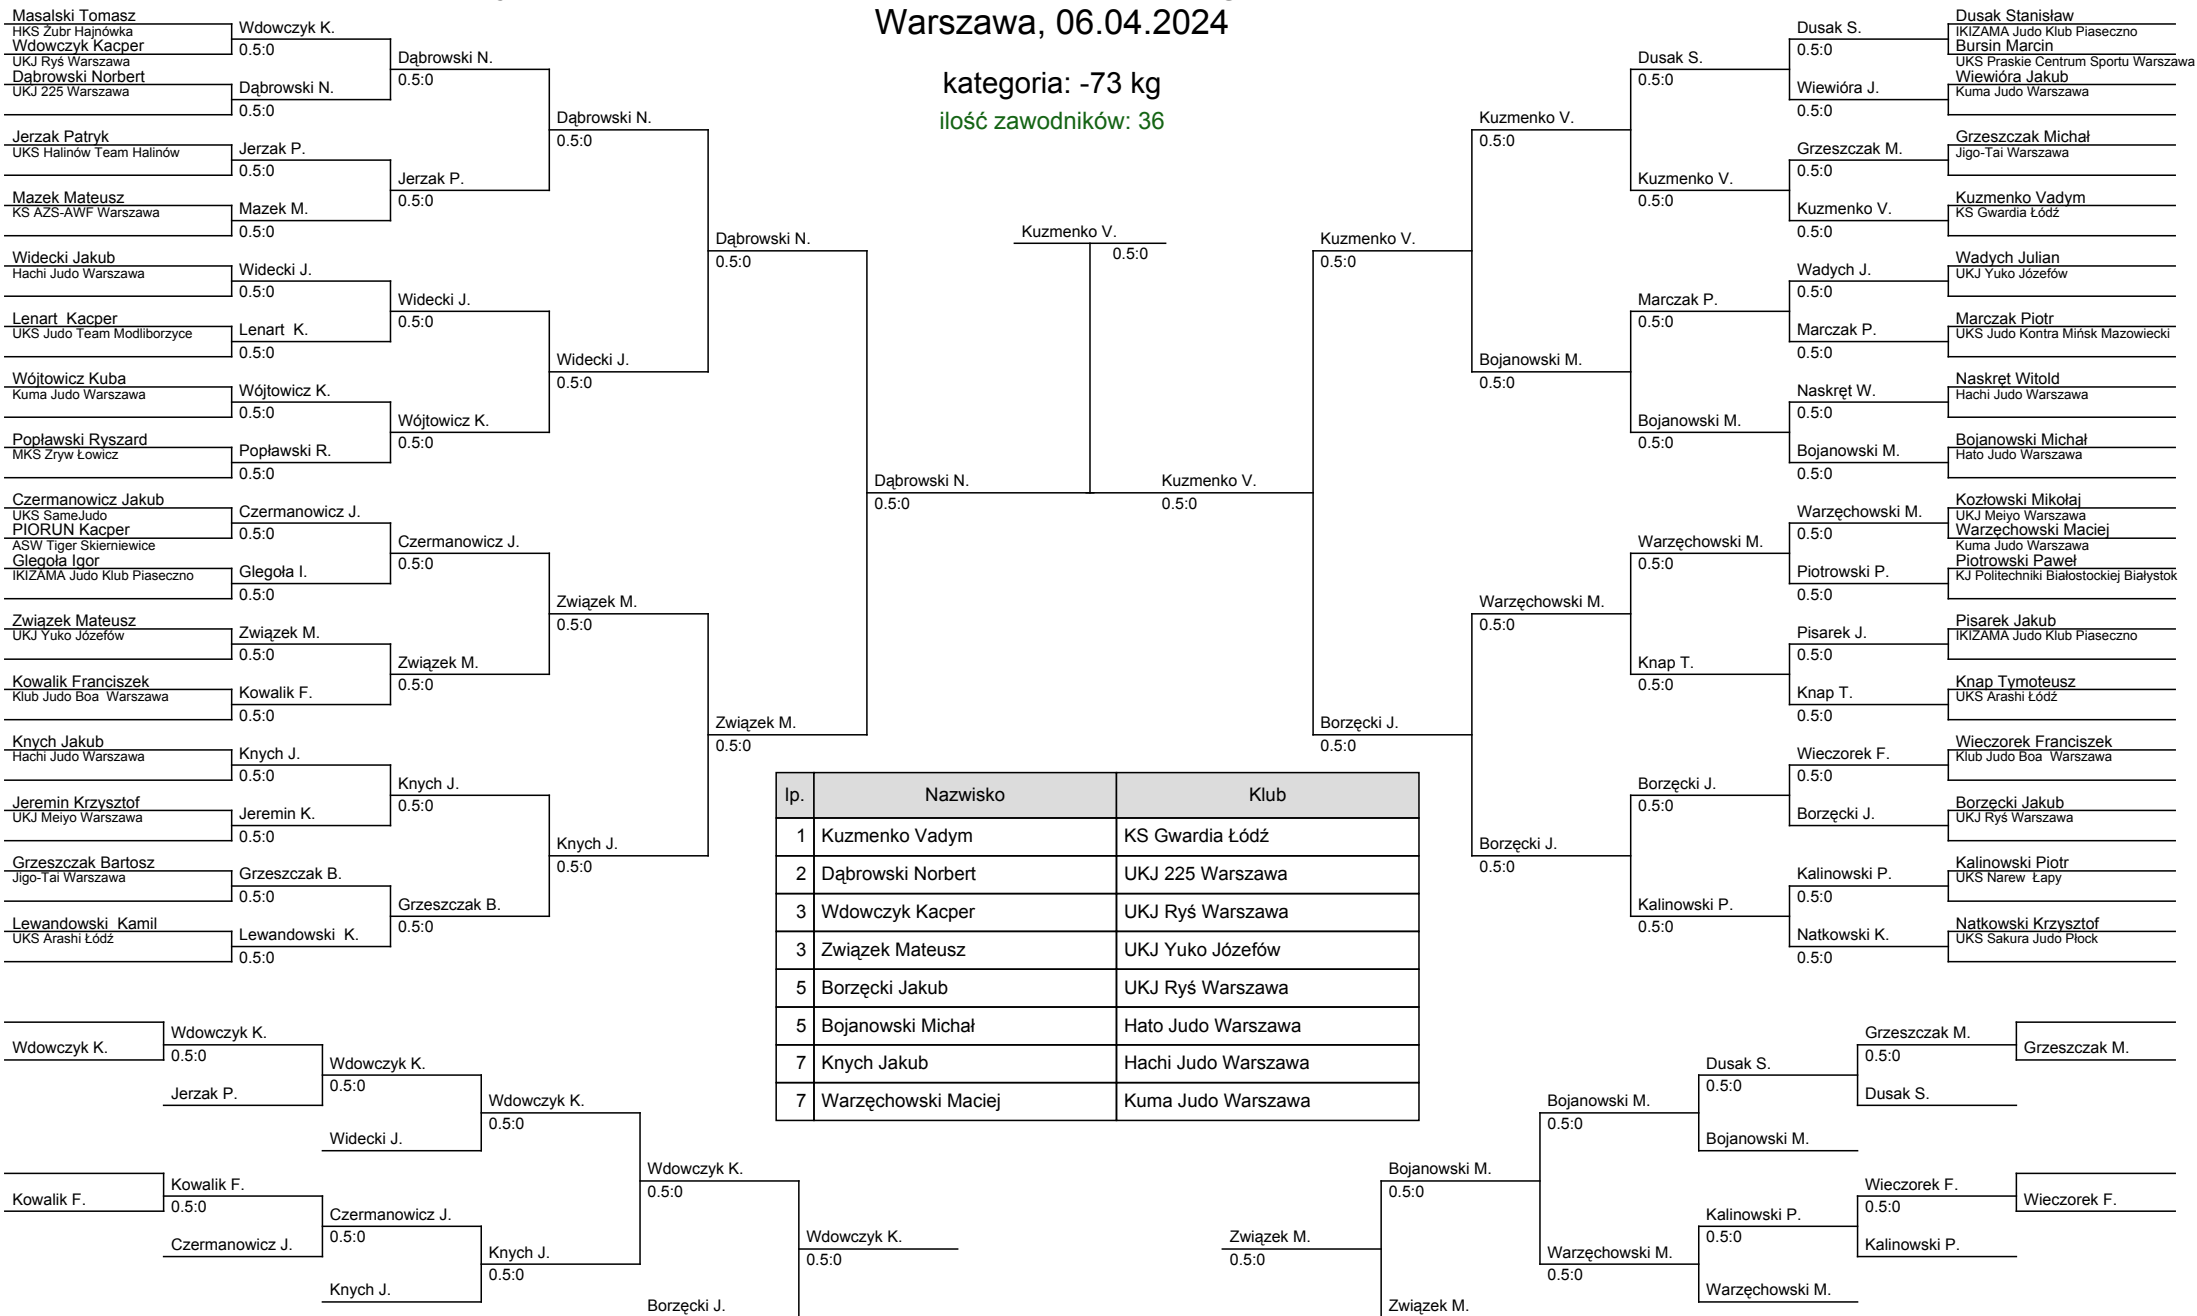 Warszawa, 06.04.2024
kategoria: -73 kg
ilość zawodników: 36
Masalski Tomasz
HKS Żubr Hajnówka
Wdowczyk Kacper
UKJ Ryś Warszawa
Dąbrowski Norbert
UKJ 225 Warszawa
Jerzak Patryk
UKS Halinów Team Halinów
Mazek Mateusz
KS AZS-AWF Warszawa
Widecki Jakub
Hachi Judo Warszawa
Lenart  Kacper
UKS Judo Team Modliborzyce
Wójtowicz Kuba
Kuma Judo Warszawa
Popławski Ryszard
MKS Zryw Łowicz
Czermanowicz Jakub
UKS SameJudo
PIORUN Kacper
ASW Tiger Skierniewice
Glegoła Igor
IKIZAMA Judo Klub Piaseczno
Związek Mateusz
UKJ Yuko Józefów
Kowalik Franciszek
Klub Judo Boa  Warszawa
Knych Jakub
Hachi Judo Warszawa
Jeremin Krzysztof
UKJ Meiyo Warszawa
Grzeszczak Bartosz
Jigo-Tai Warszawa
Lewandowski  Kamil
UKS Arashi Łódź
Wdowczyk K.
0.5:0
Dąbrowski N.
0.5:0
Jerzak P.
0.5:0
Mazek M.
0.5:0
Widecki J.
0.5:0
Lenart  K.
0.5:0
Wójtowicz K.
0.5:0
Popławski R.
0.5:0
Czermanowicz J.
0.5:0
Glegoła I.
0.5:0
Związek M.
0.5:0
Kowalik F.
0.5:0
Knych J.
0.5:0
Jeremin K.
0.5:0
Grzeszczak B.
0.5:0
Lewandowski  K.
0.5:0
Dąbrowski N.
0.5:0
Jerzak P.
0.5:0
Widecki J.
0.5:0
Wójtowicz K.
0.5:0
Czermanowicz J.
0.5:0
Związek M.
0.5:0
Knych J.
0.5:0
Grzeszczak B.
0.5:0
Dąbrowski N.
0.5:0
Widecki J.
0.5:0
Związek M.
0.5:0
Knych J.
0.5:0
Dąbrowski N.
0.5:0
Związek M.
0.5:0
Dąbrowski N.
0.5:0
Kuzmenko V.
0.5:0
Kuzmenko V.
0.5:0
Kuzmenko V.
0.5:0
Borzęcki J.
0.5:0
Kuzmenko V.
0.5:0
Bojanowski M.
0.5:0
Warzęchowski M.
0.5:0
Borzęcki J.
0.5:0
Dusak S.
0.5:0
Kuzmenko V.
0.5:0
Marczak P.
0.5:0
Bojanowski M.
0.5:0
Warzęchowski M.
0.5:0
Knap T.
0.5:0
Borzęcki J.
0.5:0
Kalinowski P.
0.5:0
Dusak S.
0.5:0
Wiewióra J.
0.5:0
Grzeszczak M.
0.5:0
Kuzmenko V.
0.5:0
Wadych J.
0.5:0
Marczak P.
0.5:0
Naskręt W.
0.5:0
Bojanowski M.
0.5:0
Warzęchowski M.
0.5:0
Piotrowski P.
0.5:0
Pisarek J.
0.5:0
Knap T.
0.5:0
Wieczorek F.
0.5:0
Borzęcki J.
0.5:0
Kalinowski P.
0.5:0
Natkowski K.
0.5:0
Dusak Stanisław
IKIZAMA Judo Klub Piaseczno
Bursin Marcin
UKS Praskie Centrum Sportu Warszawa
Wiewióra Jakub
Kuma Judo Warszawa
Grzeszczak Michał
Jigo-Tai Warszawa
Kuzmenko Vadym
KS Gwardia Łódź
Wadych Julian
UKJ Yuko Józefów
Marczak Piotr
UKS Judo Kontra Mińsk Mazowiecki
Naskręt Witold
Hachi Judo Warszawa
Bojanowski Michał
Hato Judo Warszawa
Kozłowski Mikołaj
UKJ Meiyo Warszawa
Warzęchowski Maciej
Kuma Judo Warszawa
Piotrowski Paweł
KJ Politechniki Białostockiej Białystok
Pisarek Jakub
IKIZAMA Judo Klub Piaseczno
Knap Tymoteusz
UKS Arashi Łódź
Wieczorek Franciszek
Klub Judo Boa  Warszawa
Borzęcki Jakub
UKJ Ryś Warszawa
Kalinowski Piotr
UKS Narew  Łapy
Natkowski Krzysztof
UKS Sakura Judo Płock
lp. Nazwisko Klub
1 Kuzmenko Vadym KS Gwardia Łódź
2 Dąbrowski Norbert UKJ 225 Warszawa
3 Wdowczyk Kacper UKJ Ryś Warszawa
3 Związek Mateusz UKJ Yuko Józefów
5 Borzęcki Jakub UKJ Ryś Warszawa
5 Bojanowski Michał Hato Judo Warszawa
7 Knych Jakub Hachi Judo Warszawa
7 Warzęchowski Maciej Kuma Judo Warszawa
Wdowczyk K.
Kowalik F.
Wdowczyk K.
0.5:0
Jerzak P.
Kowalik F.
0.5:0
Czermanowicz J.
Wdowczyk K.
0.5:0
Widecki J.
Czermanowicz J.
0.5:0
Knych J.
Wdowczyk K.
0.5:0
Knych J.
0.5:0
Wdowczyk K.
0.5:0
Borzęcki J.
Wdowczyk K.
0.5:0
Związek M.
0.5:0
Bojanowski M.
0.5:0
Związek M.
Bojanowski M.
0.5:0
Warzęchowski M.
0.5:0
Dusak S.
0.5:0
Bojanowski M.
Kalinowski P.
0.5:0
Warzęchowski M.
Grzeszczak M.
0.5:0
Dusak S.
Wieczorek F.
0.5:0
Kalinowski P.
Grzeszczak M.
Wieczorek F.